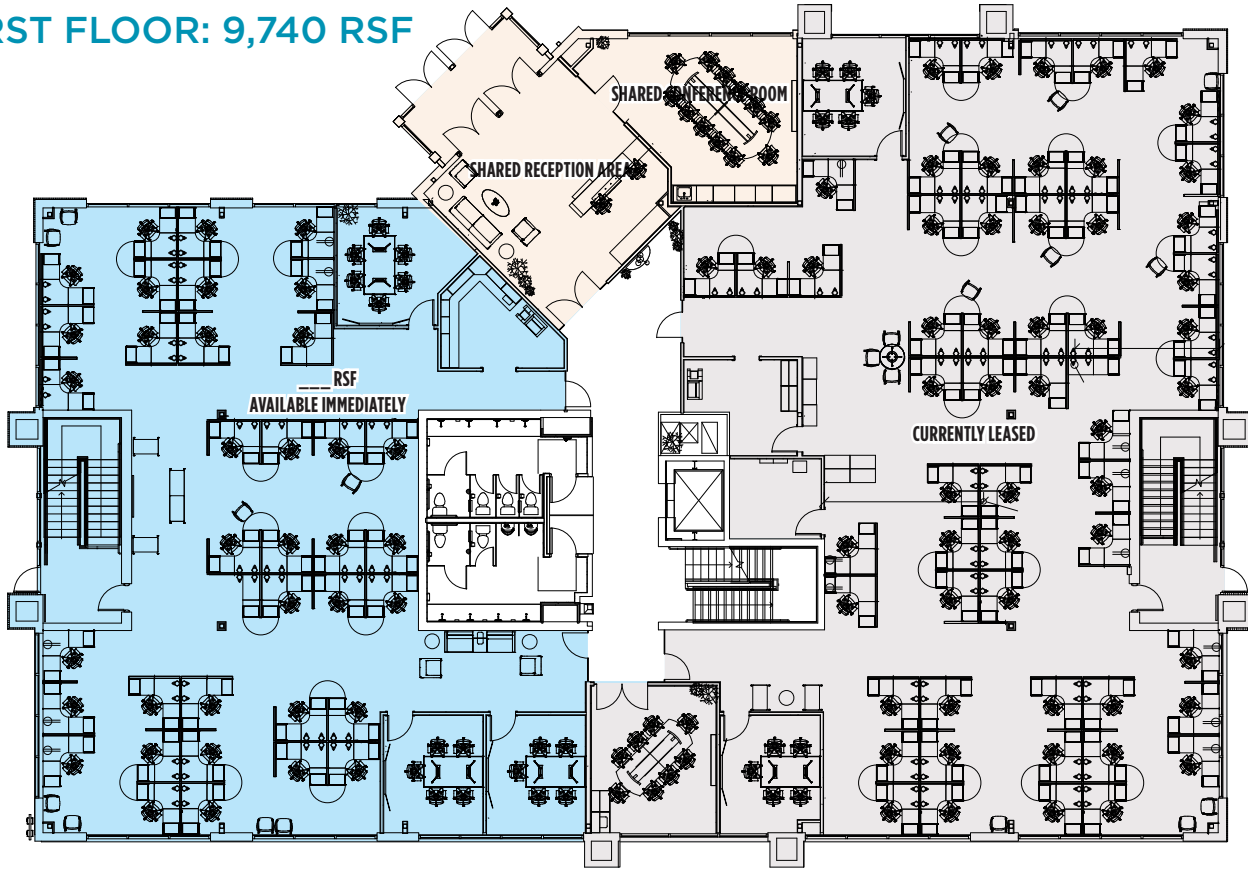 RST FLOOR: 9,740 RSF
SHARED CONFERENCE ROOM
SHARED RECEPTION AREA
___ RSF
AVAILABLE IMMEDIATELY
CURRENTLY LEASED